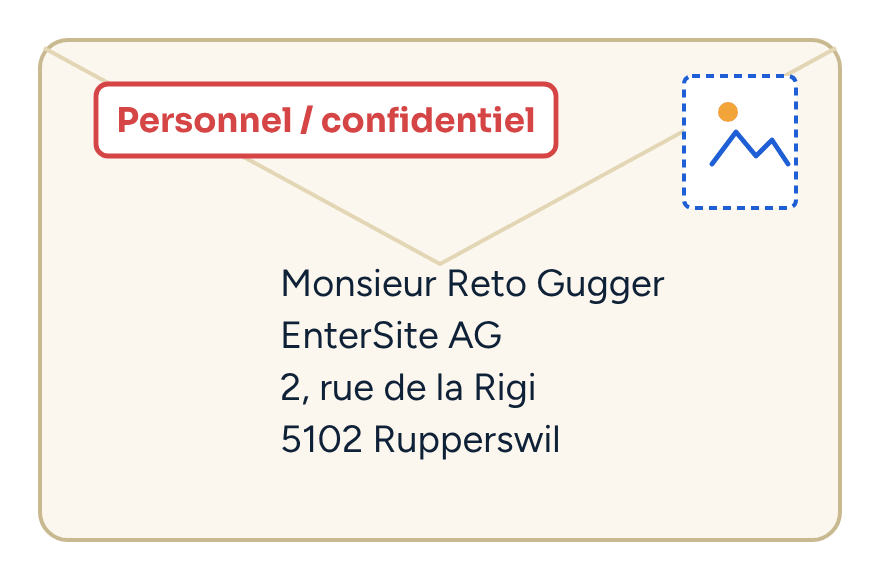 Personnel / confidentiel
Monsieur Reto Gugger
EnterSite AG
2, rue de la Rigi
5102 Rupperswil